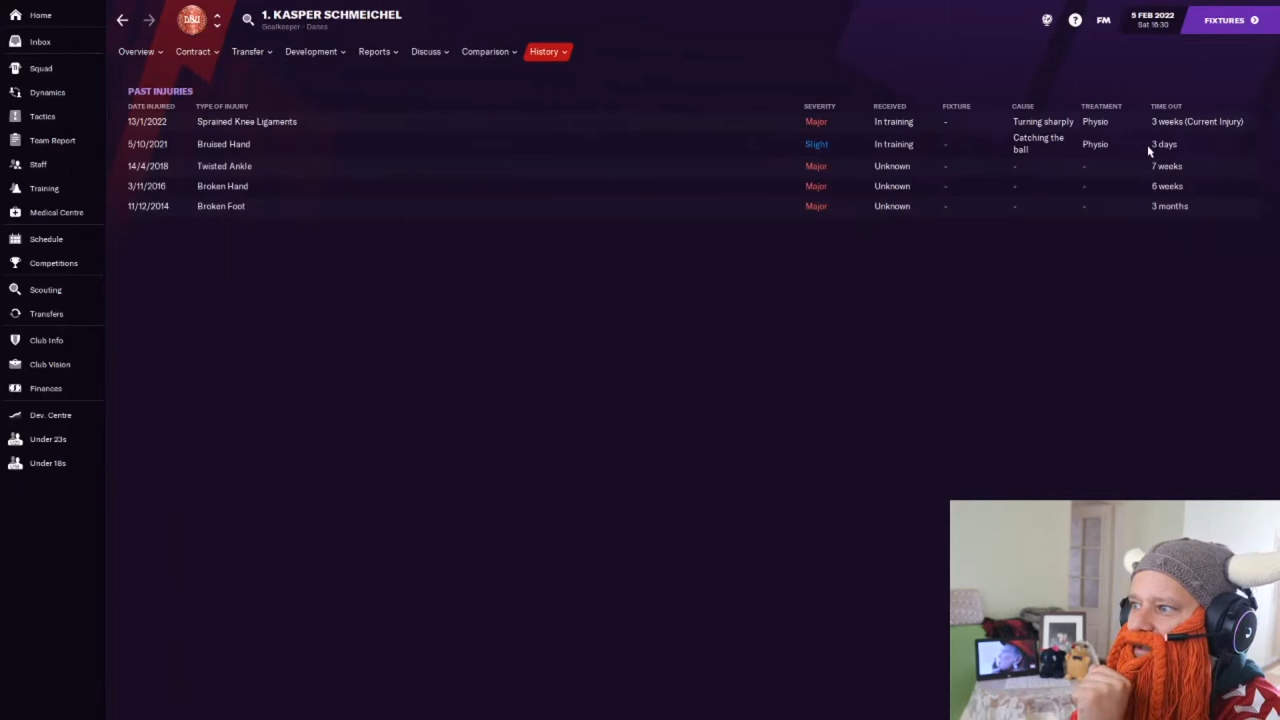 Home
Inbox
Squad
Dynamics
Tactics
Team Report
Staff
Training
Medical Centre
Schedule
Competitions
Scouting
Transfers
Club Info
Club Vision
Finances
Dev. Centre
Under 23s
Under 18s
DBU
1. KASPER SCHMEICHEL
Goalkeeper - Danes
?
FM
5 FEB 2022
Sat 16:30
FIXTURES
Overview Contract Transfer Development Reports Discuss Comparison History
PAST INJURIES
DATE INJURED TYPE OF INJURY SEVERITY RECEIVED FIXTURE CAUSE TREATMENT TIME OUT
13/1/2022 Sprained Knee Ligaments Major In training - Turning sharply Physio 3 weeks (Current Injury)
5/10/2021 Bruised Hand Slight In training - Catching the ball Physio 3 days
14/4/2018 Twisted Ankle Major Unknown - - - 7 weeks
3/11/2016 Broken Hand Major Unknown - - - 6 weeks
11/12/2014 Broken Foot Major Unknown - - - 3 months